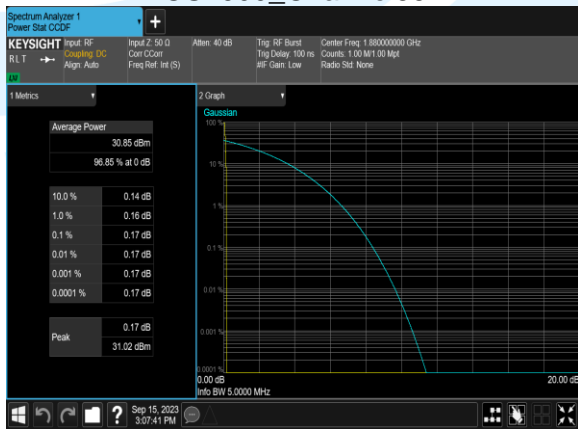 Spectrum Analyzer 1
Power Stat CCDF
+
KEYSIGHT
RLT
Input: RF
Coupling: DC
Align: Auto
Input Z: 50 Ω
Corr CCorr
Freq Ref: Int (S)
Atten: 40 dB
Trig: RF Burst
Trig Delay: 100 ns
#IF Gain: Low
Center Freq: 1.880000000 GHz
Counts: 1.00 M/1.00 Mpt
Radio Std: None
1 Metrics
Average Power
30.85 dBm
96.85 % at 0 dB
10.0 % 0.14 dB
1.0 % 0.16 dB
0.1 % 0.17 dB
0.01 % 0.17 dB
0.001 % 0.17 dB
0.0001 % 0.17 dB
Peak
0.17 dB
31.02 dBm
2 Graph
Gaussian
100 %
10 %
1 %
0.1 %
0.01 %
0.001 %
0.0001 %
0.00 dB
20.00 dB
Info BW 5.0000 MHz
?
Sep 15, 2023
3:07:41 PM